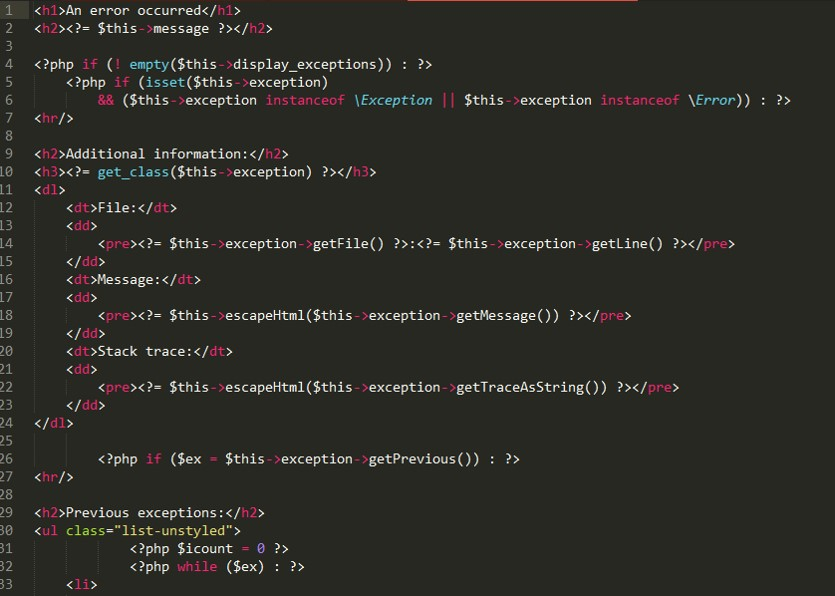 1 <h1>An error occurred</h1>
2 <h2><?= $this->message ?></h2>
3
4 <?php if (! empty($this->display_exceptions)) : ?>
5     <?php if (isset($this->exception)
6         && ($this->exception instanceof \Exception || $this->exception instanceof \Error)) : ?>
7 <hr/>
8
9 <h2>Additional information:</h2>
10 <h3><?= get_class($this->exception) ?></h3>
11 <dl>
12     <dt>File:</dt>
13     <dd>
14         <pre><?= $this->exception->getFile() ?>:<?= $this->exception->getLine() ?></pre>
15     </dd>
16     <dt>Message:</dt>
17     <dd>
18         <pre><?= $this->escapeHtml($this->exception->getMessage()) ?></pre>
19     </dd>
20     <dt>Stack trace:</dt>
21     <dd>
22         <pre><?= $this->escapeHtml($this->exception->getTraceAsString()) ?></pre>
23     </dd>
24 </dl>
25
26         <?php if ($ex = $this->exception->getPrevious()) : ?>
27 <hr/>
28
29 <h2>Previous exceptions:</h2>
30 <ul class="list-unstyled">
31             <?php $icount = 0 ?>
32             <?php while ($ex) : ?>
33     <li>